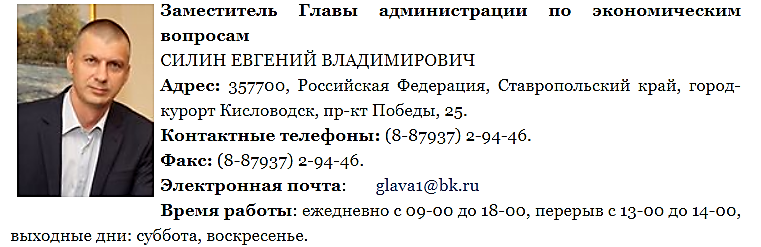 Заместитель Главы администрации по экономическим
вопросам
СИЛИН ЕВГЕНИЙ ВЛАДИМИРОВИЧ
Адрес: 357700, Российская Федерация, Ставропольский край, город-
курорт Кисловодск, пр-кт Победы, 25.
Контактные телефоны: (8-87937) 2-94-46.
Факс: (8-87937) 2-94-46.
Электронная почта: glava1@bk.ru
Время работы: ежедневно с 09-00 до 18-00, перерыв с 13-00 до 14-00,
выходные дни: суббота, воскресенье.